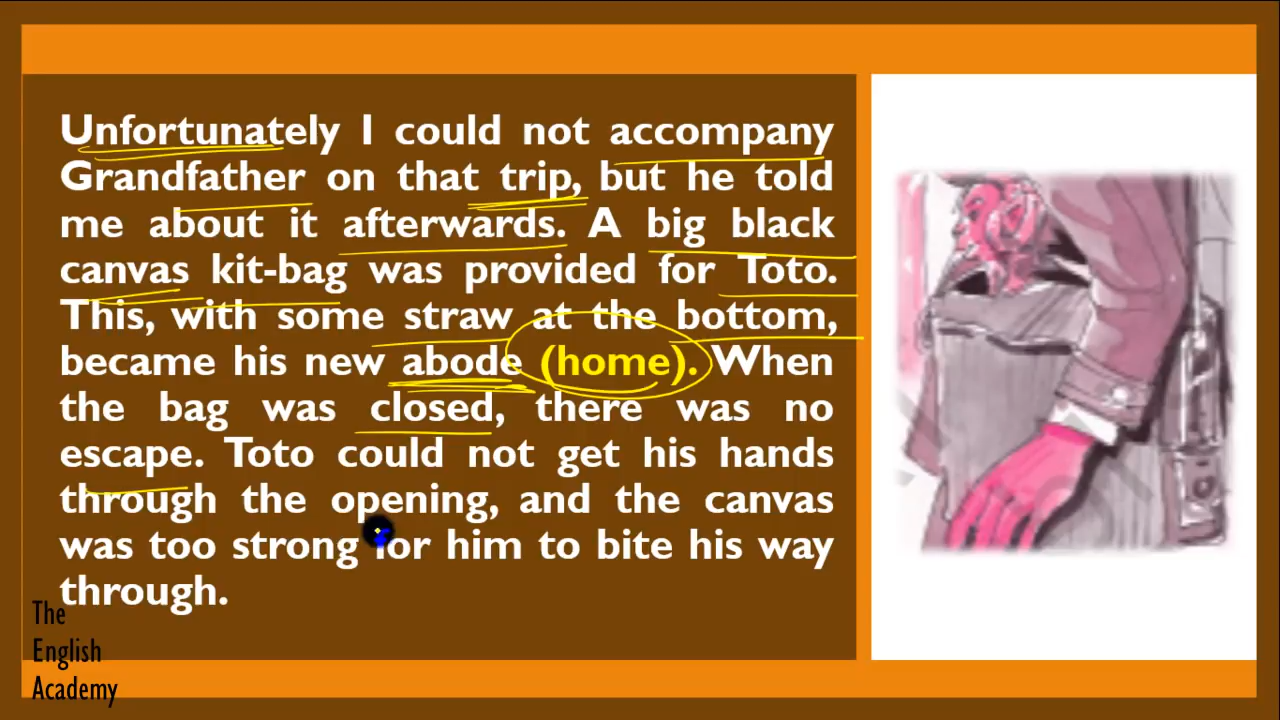 Unfortunately I could not accompany
Grandfather on that trip, but he told
me about it afterwards. A big black
canvas kit-bag was provided for Toto.
This, with some straw at the bottom,
became his new abode (home). When
the bag was closed, there was no
escape. Toto could not get his hands
through the opening, and the canvas
was too strong for him to bite his way
through.
The
English
Academy